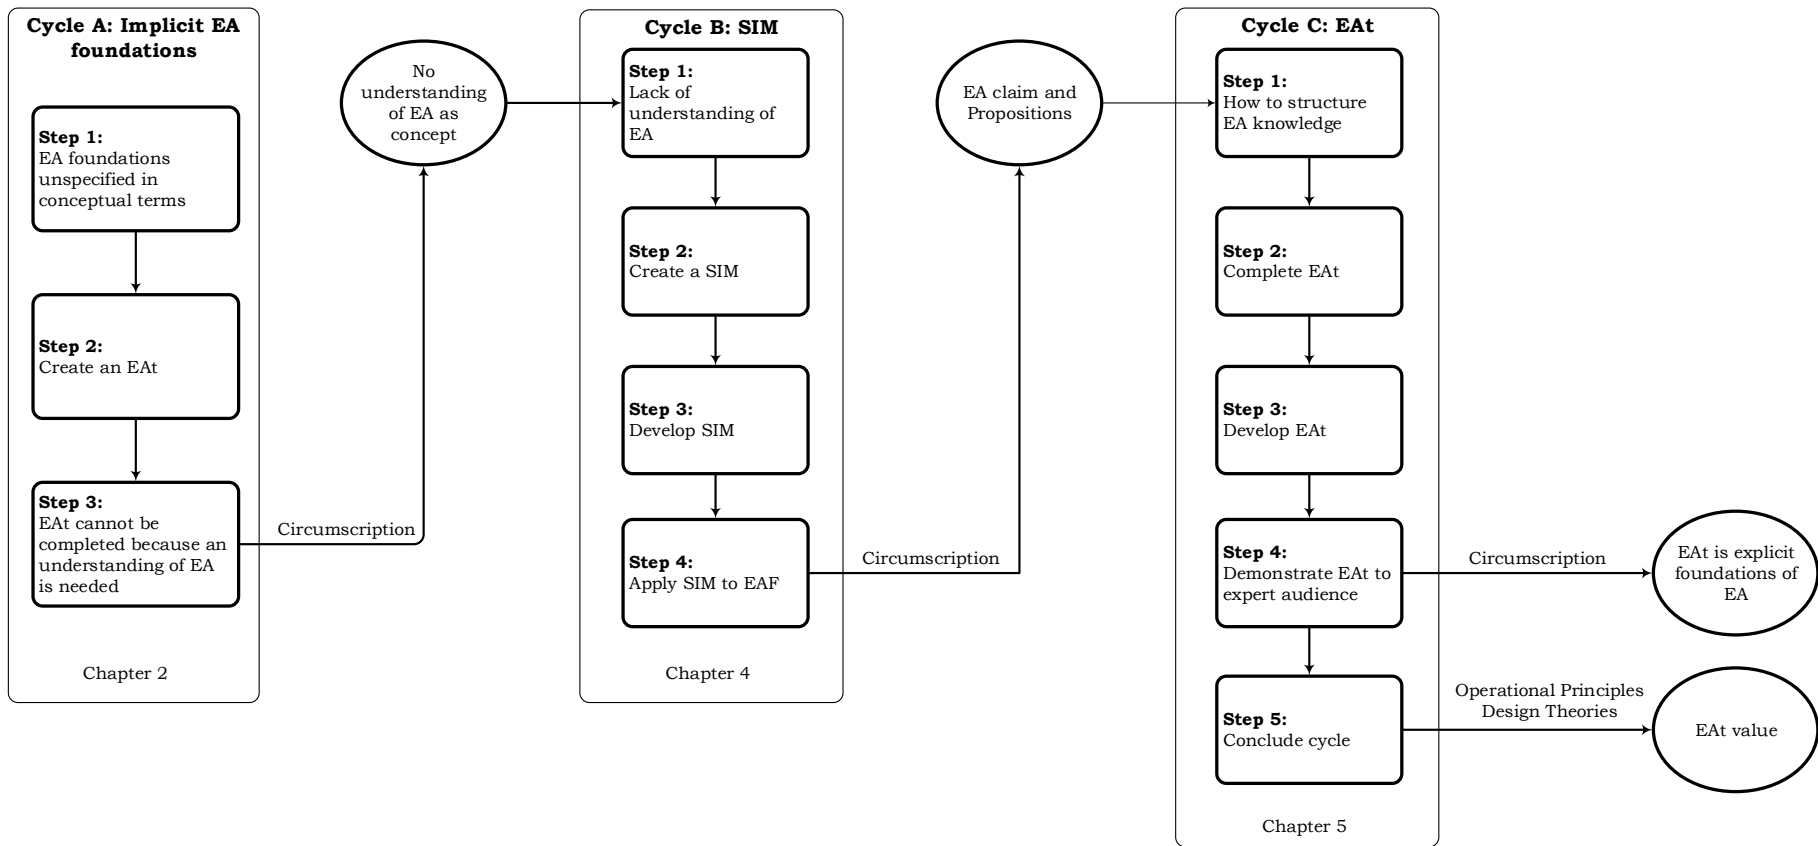 Cycle A: Implicit EA
foundations
Step 1:
EA foundations
unspecified in
conceptual terms
Step 2:
Create an EAt
Step 3:
EAt cannot be
completed because an
understanding of EA
is needed
Chapter 2
Circumscription
No
understanding
of EA as
concept
Cycle B: SIM
Step 1:
Lack of
understanding of
EA
Step 2:
Create a SIM
Step 3:
Develop SIM
Step 4:
Apply SIM to EAF
Chapter 4
Circumscription
EA claim and
Propositions
Cycle C: EAt
Step 1:
How to structure
EA knowledge
Step 2:
Complete EAt
Step 3:
Develop EAt
Step 4:
Demonstrate EAt to
expert audience
Step 5:
Conclude cycle
Chapter 5
Circumscription
EAt is explicit
foundations of
EA
Operational Principles
Design Theories
EAt value